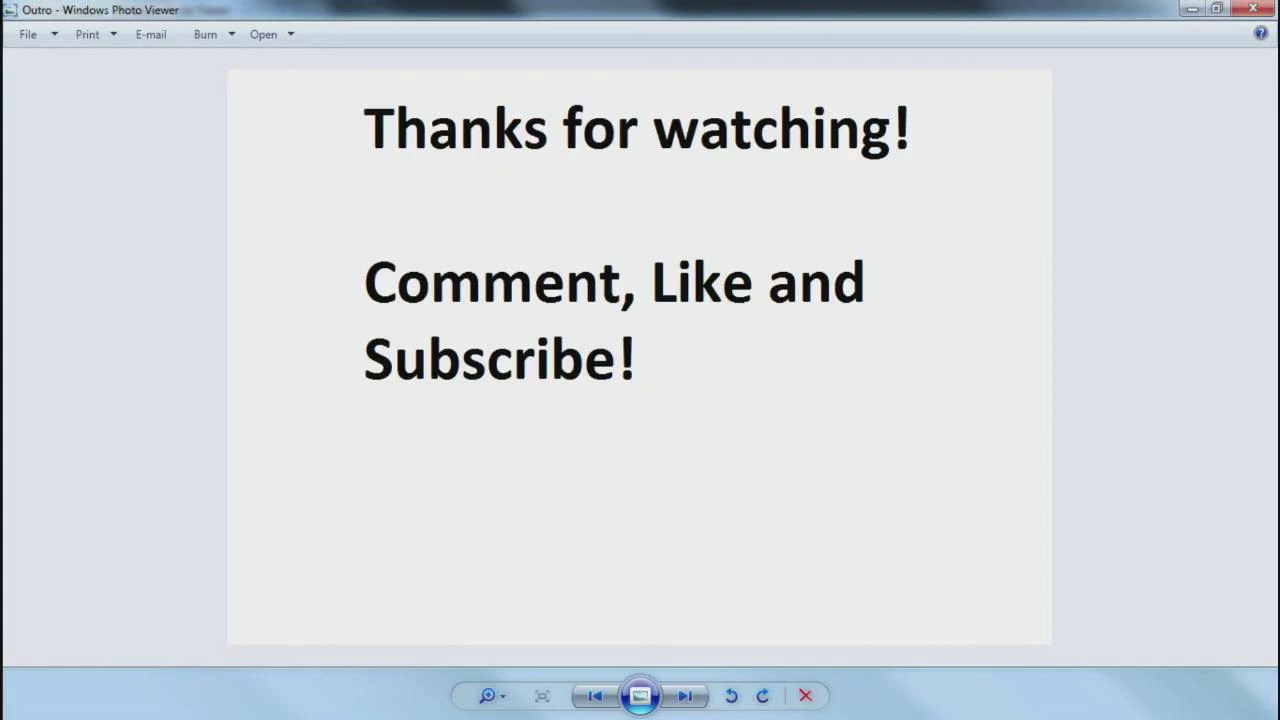 Outro - Windows Photo Viewer
File Print E-mail Burn Open
Thanks for watching!
Comment, Like and
Subscribe!